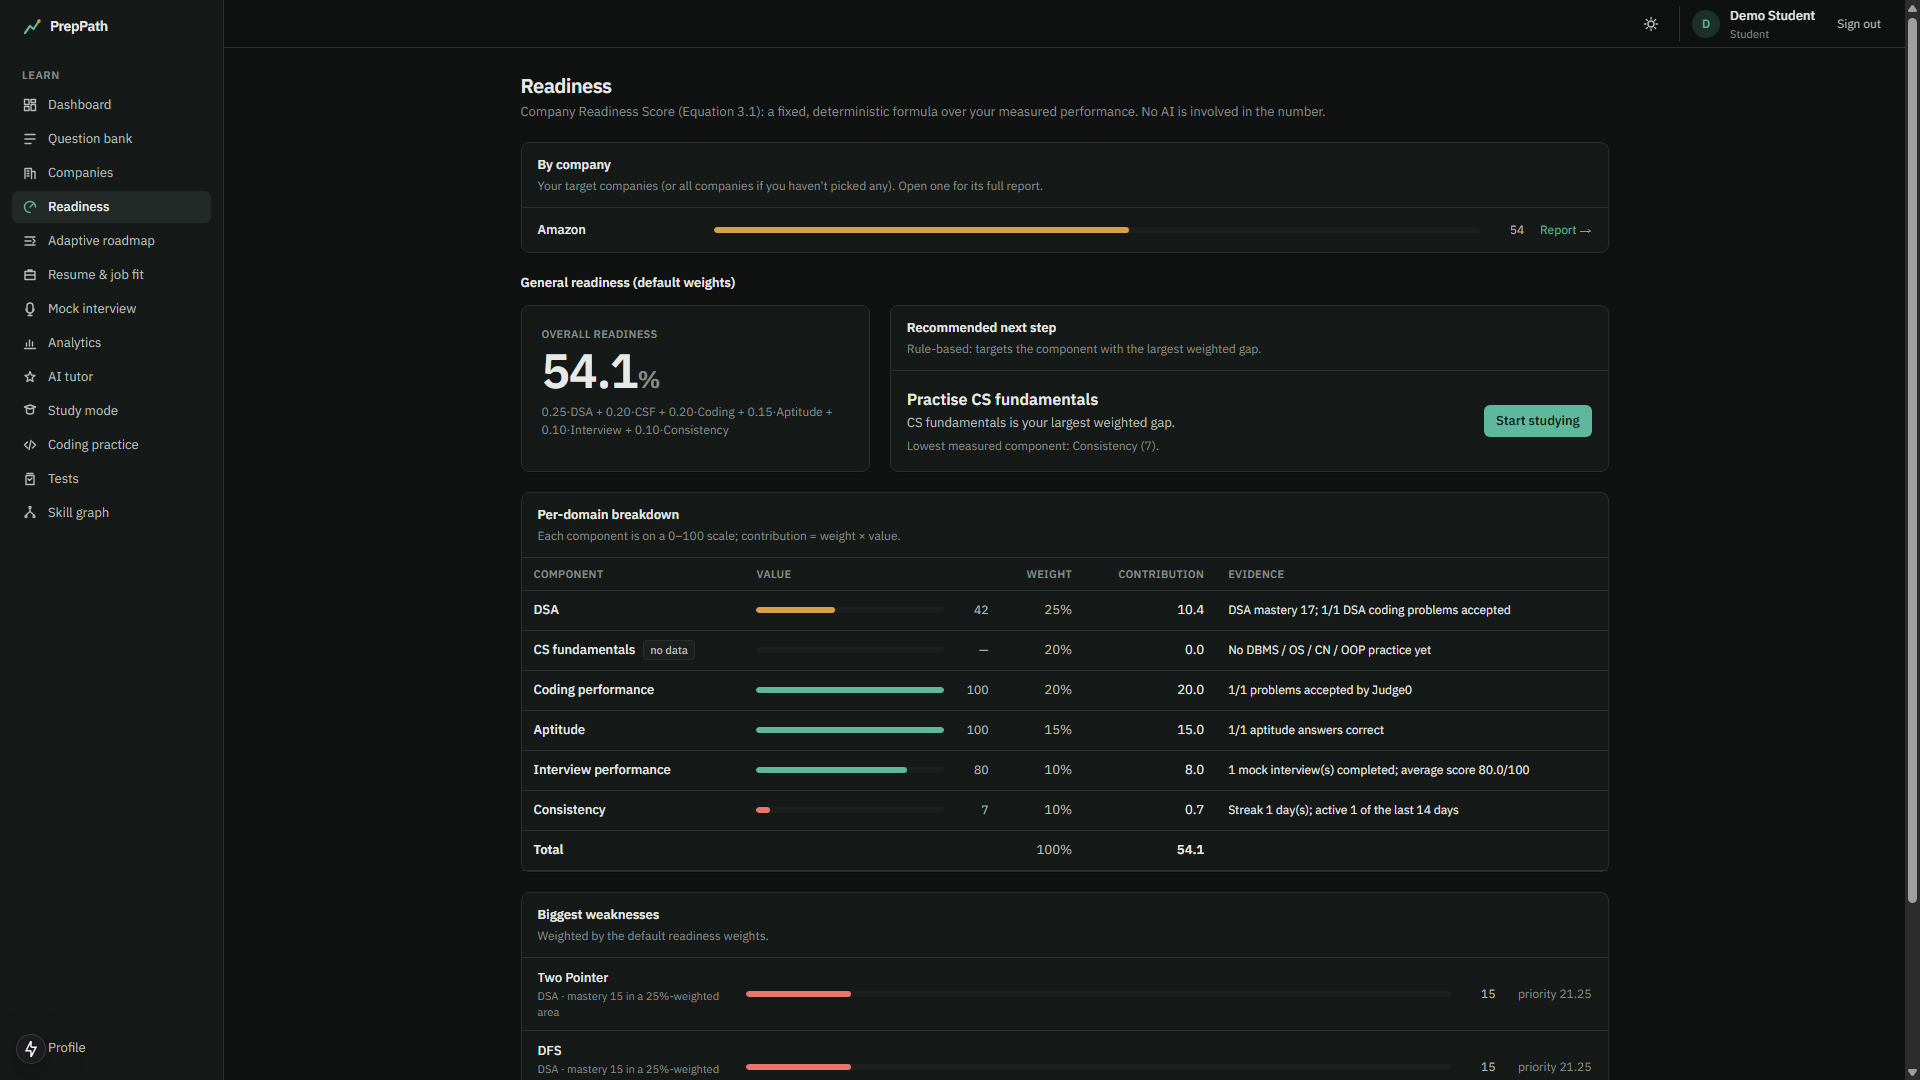 PrepPath
Demo Student
Student
Sign out
LEARN
Dashboard
Question bank
Companies
Readiness
Adaptive roadmap
Resume & job fit
Mock interview
Analytics
AI tutor
Study mode
Coding practice
Tests
Skill graph
Profile
Readiness
Company Readiness Score (Equation 3.1): a fixed, deterministic formula over your measured performance. No AI is involved in the number.
By company
Your target companies (or all companies if you haven't picked any). Open one for its full report.
Amazon 54 Report →
General readiness (default weights)
OVERALL READINESS
54.1%
0.25·DSA + 0.20·CSF + 0.20·Coding + 0.15·Aptitude +
0.10·Interview + 0.10·Consistency
Recommended next step
Rule-based: targets the component with the largest weighted gap.
Practise CS fundamentals
CS fundamentals is your largest weighted gap.
Lowest measured component: Consistency (7).
Start studying
Per-domain breakdown
Each component is on a 0–100 scale; contribution = weight × value.
COMPONENT VALUE WEIGHT CONTRIBUTION EVIDENCE
DSA 42 25% 10.4 DSA mastery 17; 1/1 DSA coding problems accepted
CS fundamentals no data — 20% 0.0 No DBMS / OS / CN / OOP practice yet
Coding performance 100 20% 20.0 1/1 problems accepted by Judge0
Aptitude 100 15% 15.0 1/1 aptitude answers correct
Interview performance 80 10% 8.0 1 mock interview(s) completed; average score 80.0/100
Consistency 7 10% 0.7 Streak 1 day(s); active 1 of the last 14 days
Total 100% 54.1
Biggest weaknesses
Weighted by the default readiness weights.
Two Pointer
DSA · mastery 15 in a 25%-weighted
area
15 priority 21.25
DFS
DSA · mastery 15 in a 25%-weighted
15 priority 21.25